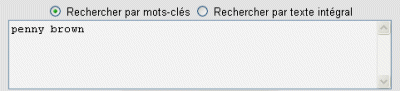 Rechercher par mots-clés Rechercher par texte intégral
penny brown